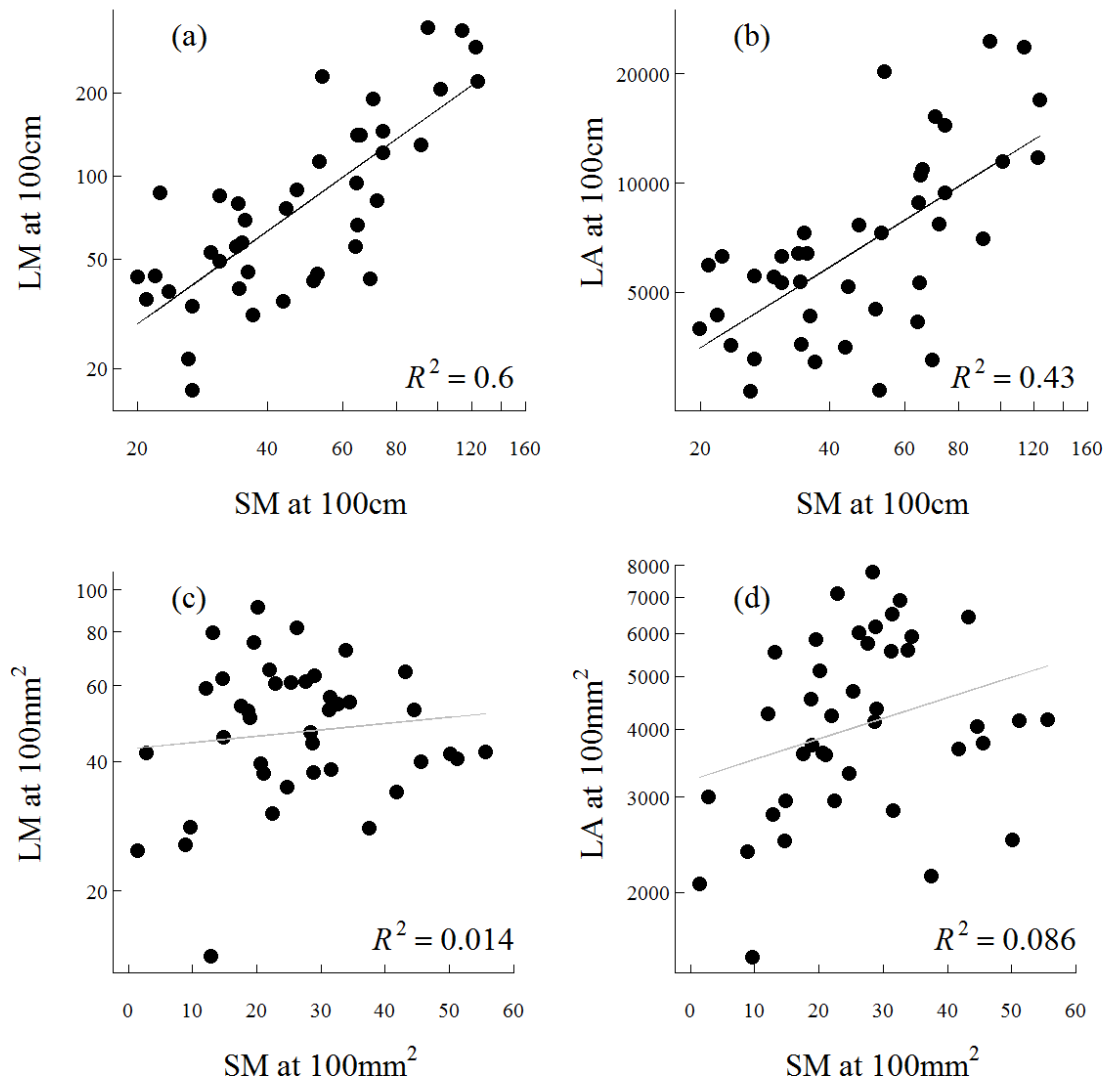 (a)
LM at 100cm
200
100
50
20
R² = 0.6
20 40 60 80 120 160
SM at 100cm
(b)
LA at 100cm
20000
10000
5000
R² = 0.43
20 40 60 80 120 160
SM at 100cm
(c)
LM at 100mm²
100
80
60
40
20
R² = 0.014
0 10 20 30 40 50 60
SM at 100mm²
(d)
LA at 100mm²
8000
7000
6000
5000
4000
3000
2000
R² = 0.086
0 10 20 30 40 50 60
SM at 100mm²